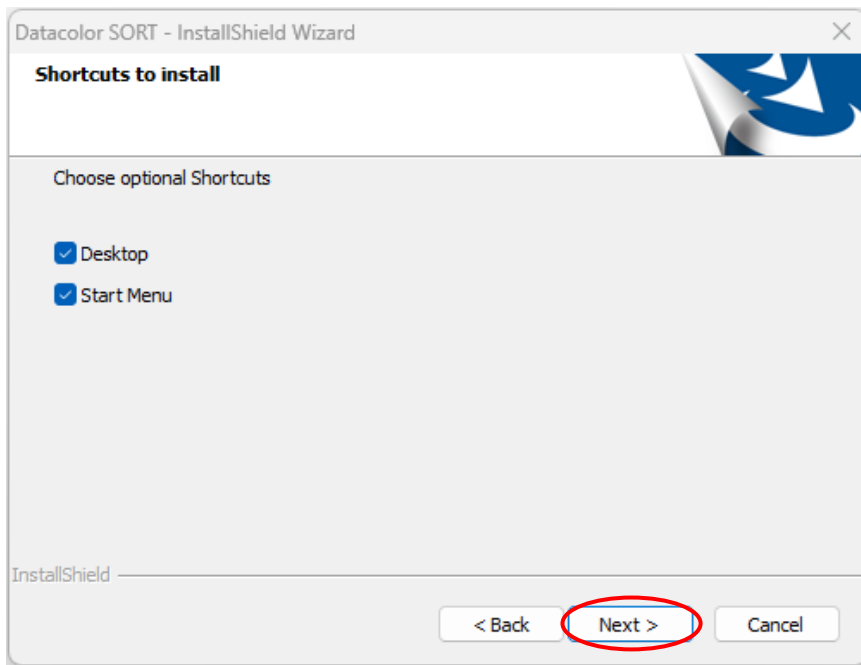 Datacolor SORT - InstallShield Wizard
Shortcuts to install
Choose optional Shortcuts
Desktop
Start Menu
InstallShield
< Back Next > Cancel